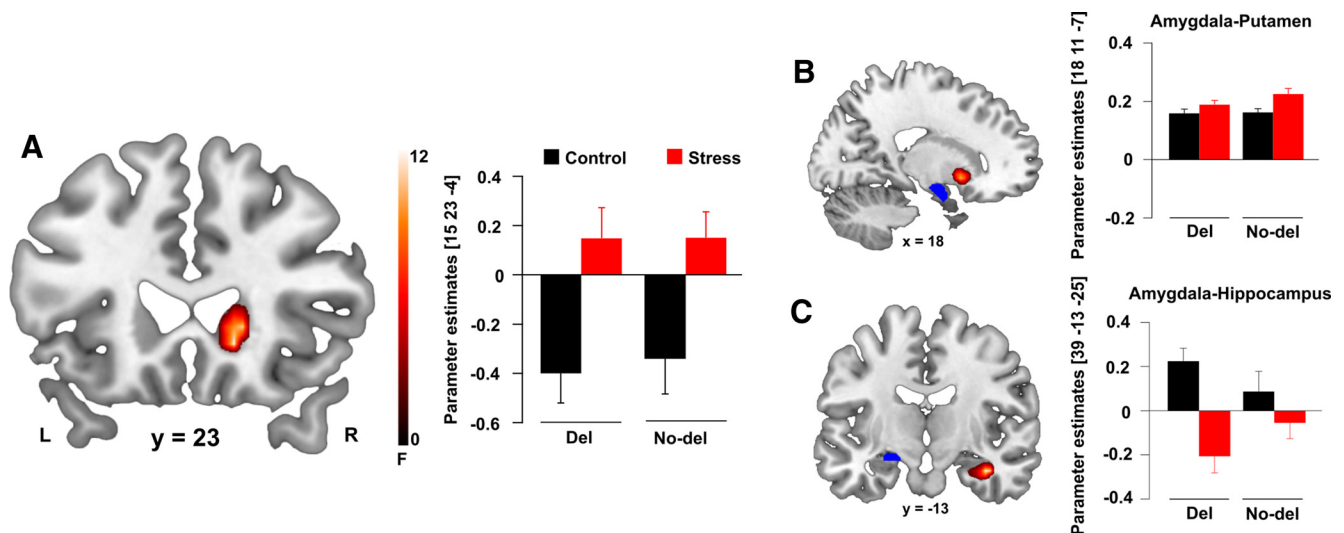 A
L
y = 23
R
12
0
F
Control
Stress
Parameter estimates [15 23 -4]
0.4
0.2
0
-0.2
-0.4
-0.6
Del
No-del
B
x = 18
Amygdala-Putamen
Parameter estimates [18 11 -7]
0.4
0.2
0
-0.2
Del
No-del
C
y = -13
Amygdala-Hippocampus
Parameter estimates [39 -13 -25]
0.4
0.2
0
-0.2
-0.4
Del
No-del